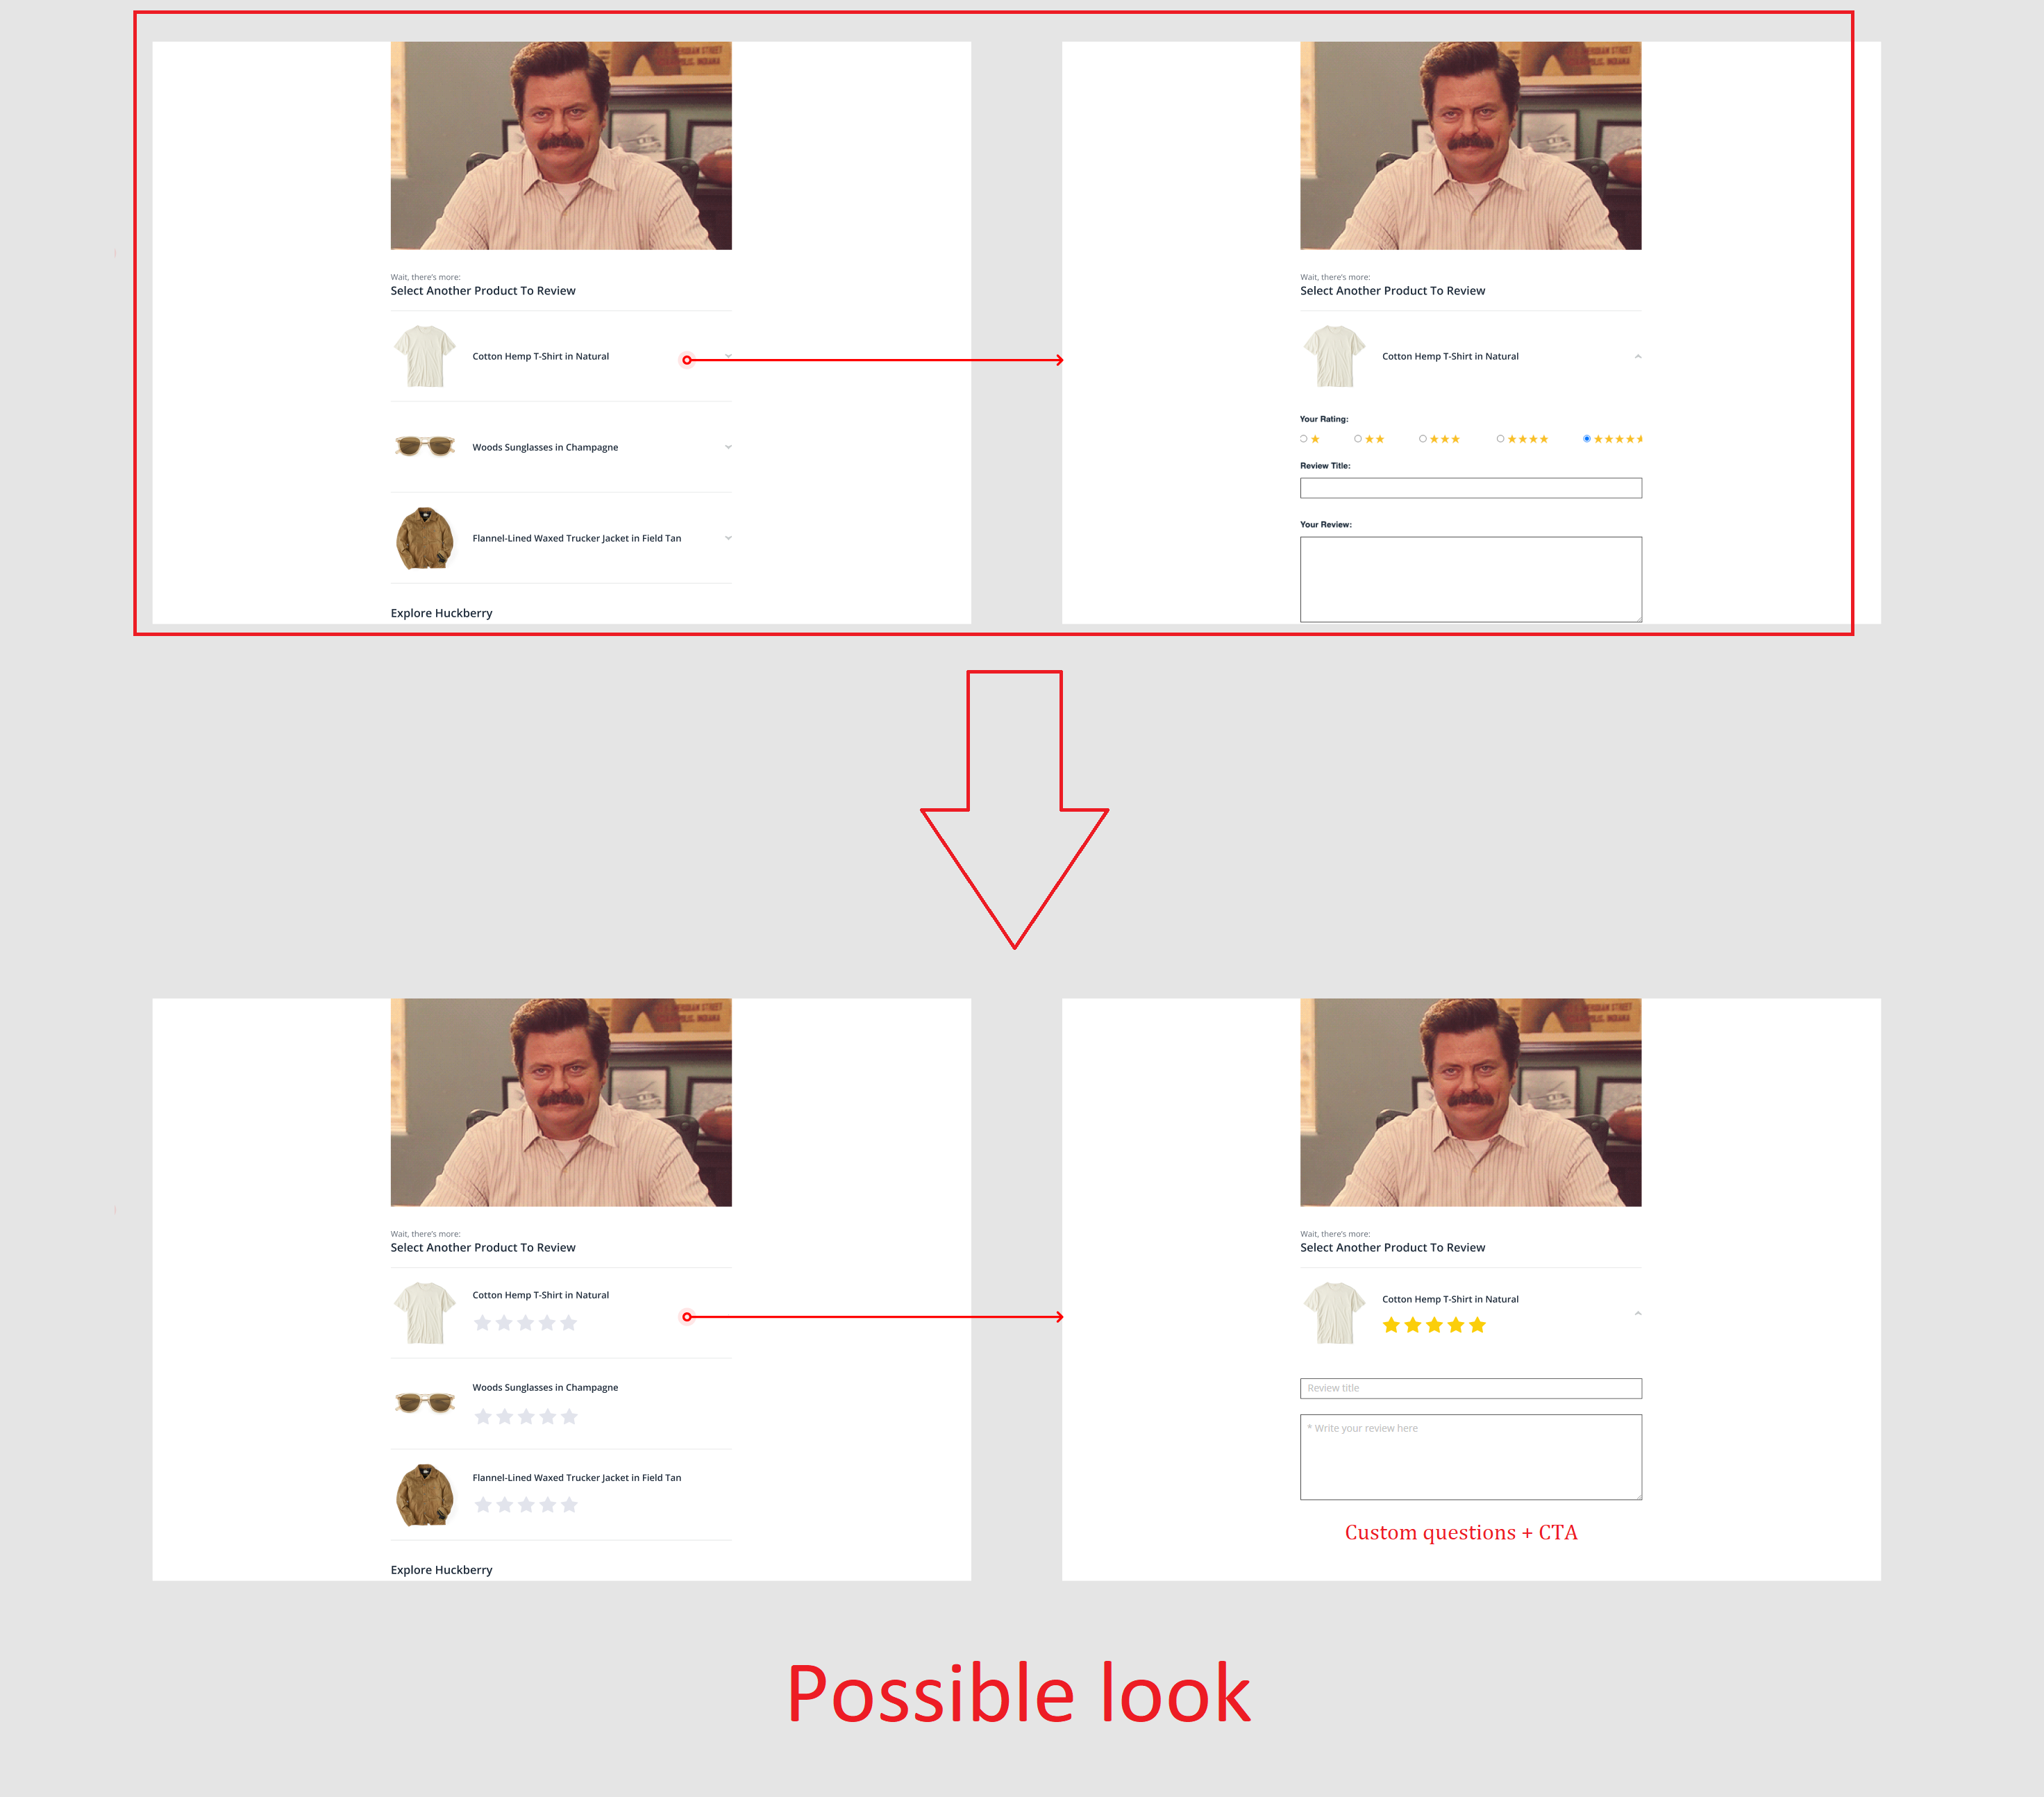 Wait, there's more:
Select Another Product To Review
Cotton Hemp T-Shirt in Natural
Woods Sunglasses in Champagne
Flannel-Lined Waxed Trucker Jacket in Field Tan
Explore Huckberry
Wait, there's more:
Select Another Product To Review
Cotton Hemp T-Shirt in Natural
Your Rating:
Review Title:
Your Review:
Wait, there's more:
Select Another Product To Review
Cotton Hemp T-Shirt in Natural
Woods Sunglasses in Champagne
Flannel-Lined Waxed Trucker Jacket in Field Tan
Explore Huckberry
Wait, there's more:
Select Another Product To Review
Cotton Hemp T-Shirt in Natural
Review title
* Write your review here
Custom questions + CTA
Possible look